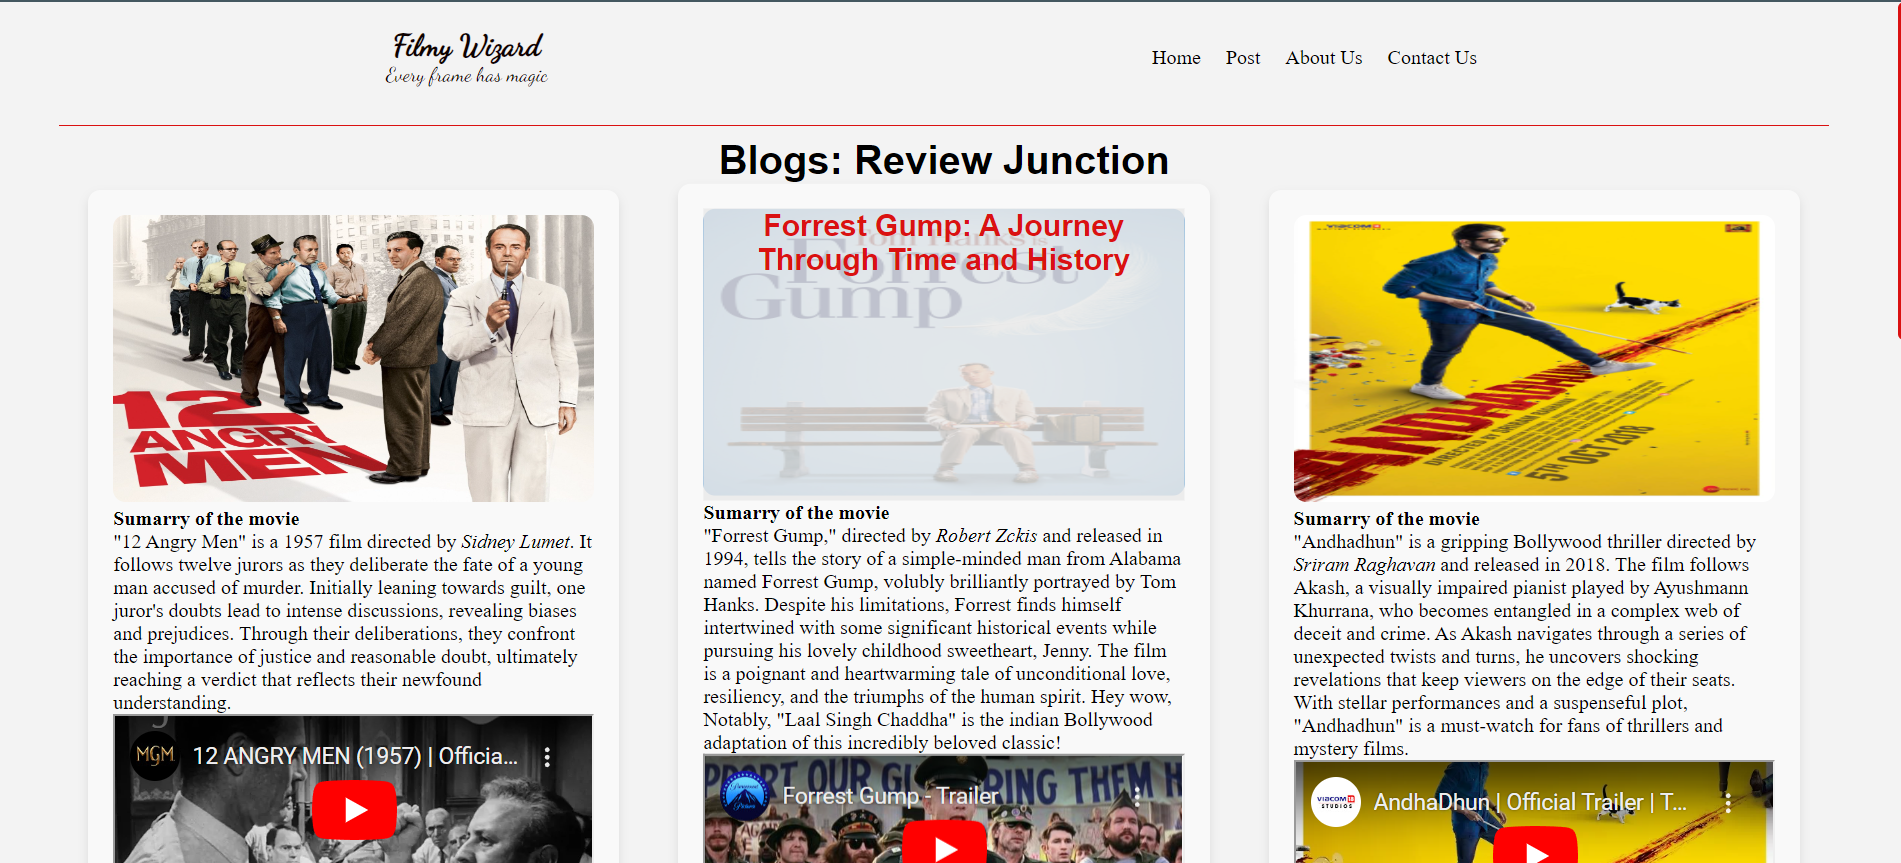 Filmy Wizard
Every frame has magic
Home Post About Us Contact Us
Blogs: Review Junction
12
ANGRY
MEN
Sumarry of the movie
"12 Angry Men" is a 1957 film directed by Sidney Lumet. It
follows twelve jurors as they deliberate the fate of a young
man accused of murder. Initially leaning towards guilt, one
juror's doubts lead to intense discussions, revealing biases
and prejudices. Through their deliberations, they confront
the importance of justice and reasonable doubt, ultimately
reaching a verdict that reflects their newfound
understanding.
MGM
12 ANGRY MEN (1957) | Officia...
Forrest Gump: A Journey
Through Time and History
Tom Hanks is
Forrest
Gump
Sumarry of the movie
"Forrest Gump," directed by Robert Zckis and released in
1994, tells the story of a simple-minded man from Alabama
named Forrest Gump, volubly brilliantly portrayed by Tom
Hanks. Despite his limitations, Forrest finds himself
intertwined with some significant historical events while
pursuing his lovely childhood sweetheart, Jenny. The film
is a poignant and heartwarming tale of unconditional love,
resiliency, and the triumphs of the human spirit. Hey wow,
Notably, "Laal Singh Chaddha" is the indian Bollywood
adaptation of this incredibly beloved classic!
Forrest Gump - Trailer
VIACOM18
ANDHADHUN
DIRECTED BY SRIRAM RAGHAVAN
5TH OCT 2018
Sumarry of the movie
"Andhadhun" is a gripping Bollywood thriller directed by
Sriram Raghavan and released in 2018. The film follows
Akash, a visually impaired pianist played by Ayushmann
Khurrana, who becomes entangled in a complex web of
deceit and crime. As Akash navigates through a series of
unexpected twists and turns, he uncovers shocking
revelations that keep viewers on the edge of their seats.
With stellar performances and a suspenseful plot,
"Andhadhun" is a must-watch for fans of thrillers and
mystery films.
VIACOM18
STUDIOS
AndhaDhun | Official Trailer | T...